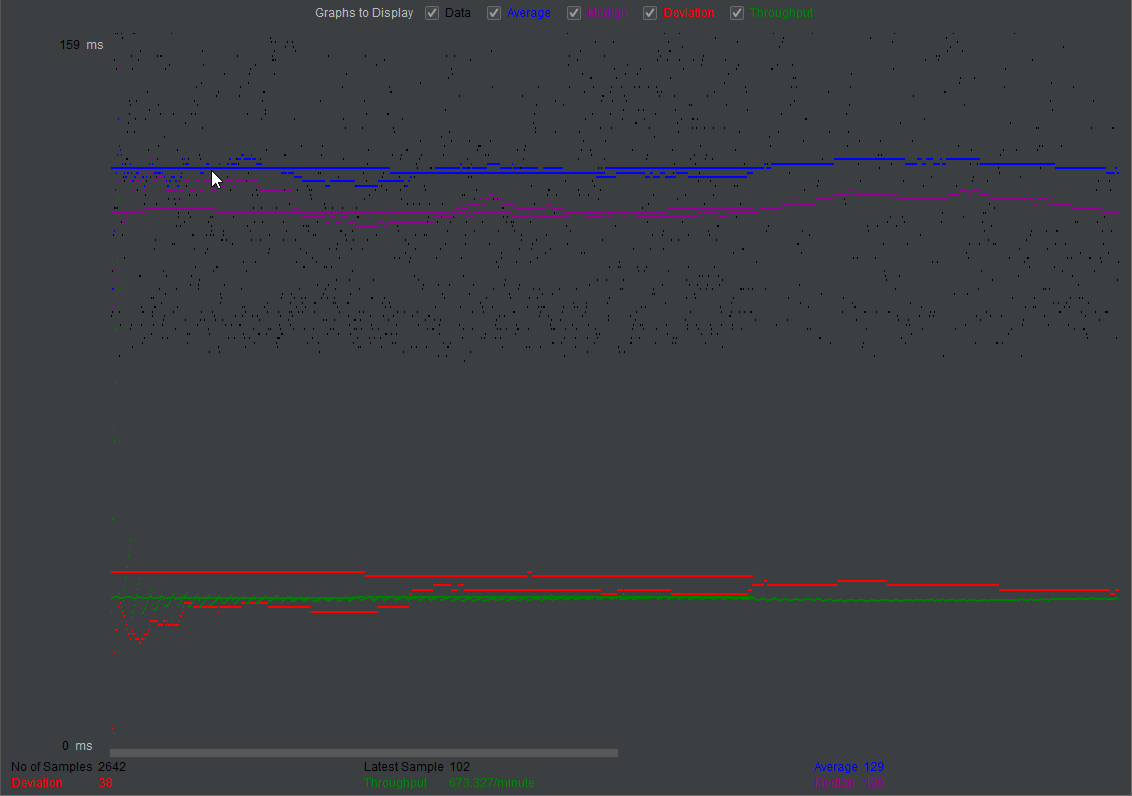 Graphs to Display Data Average Median Deviation Throughput
159 ms
0 ms
No of Samples 2642 Latest Sample 102 Average 129
Deviation 38 Throughput 673.327/minute Median